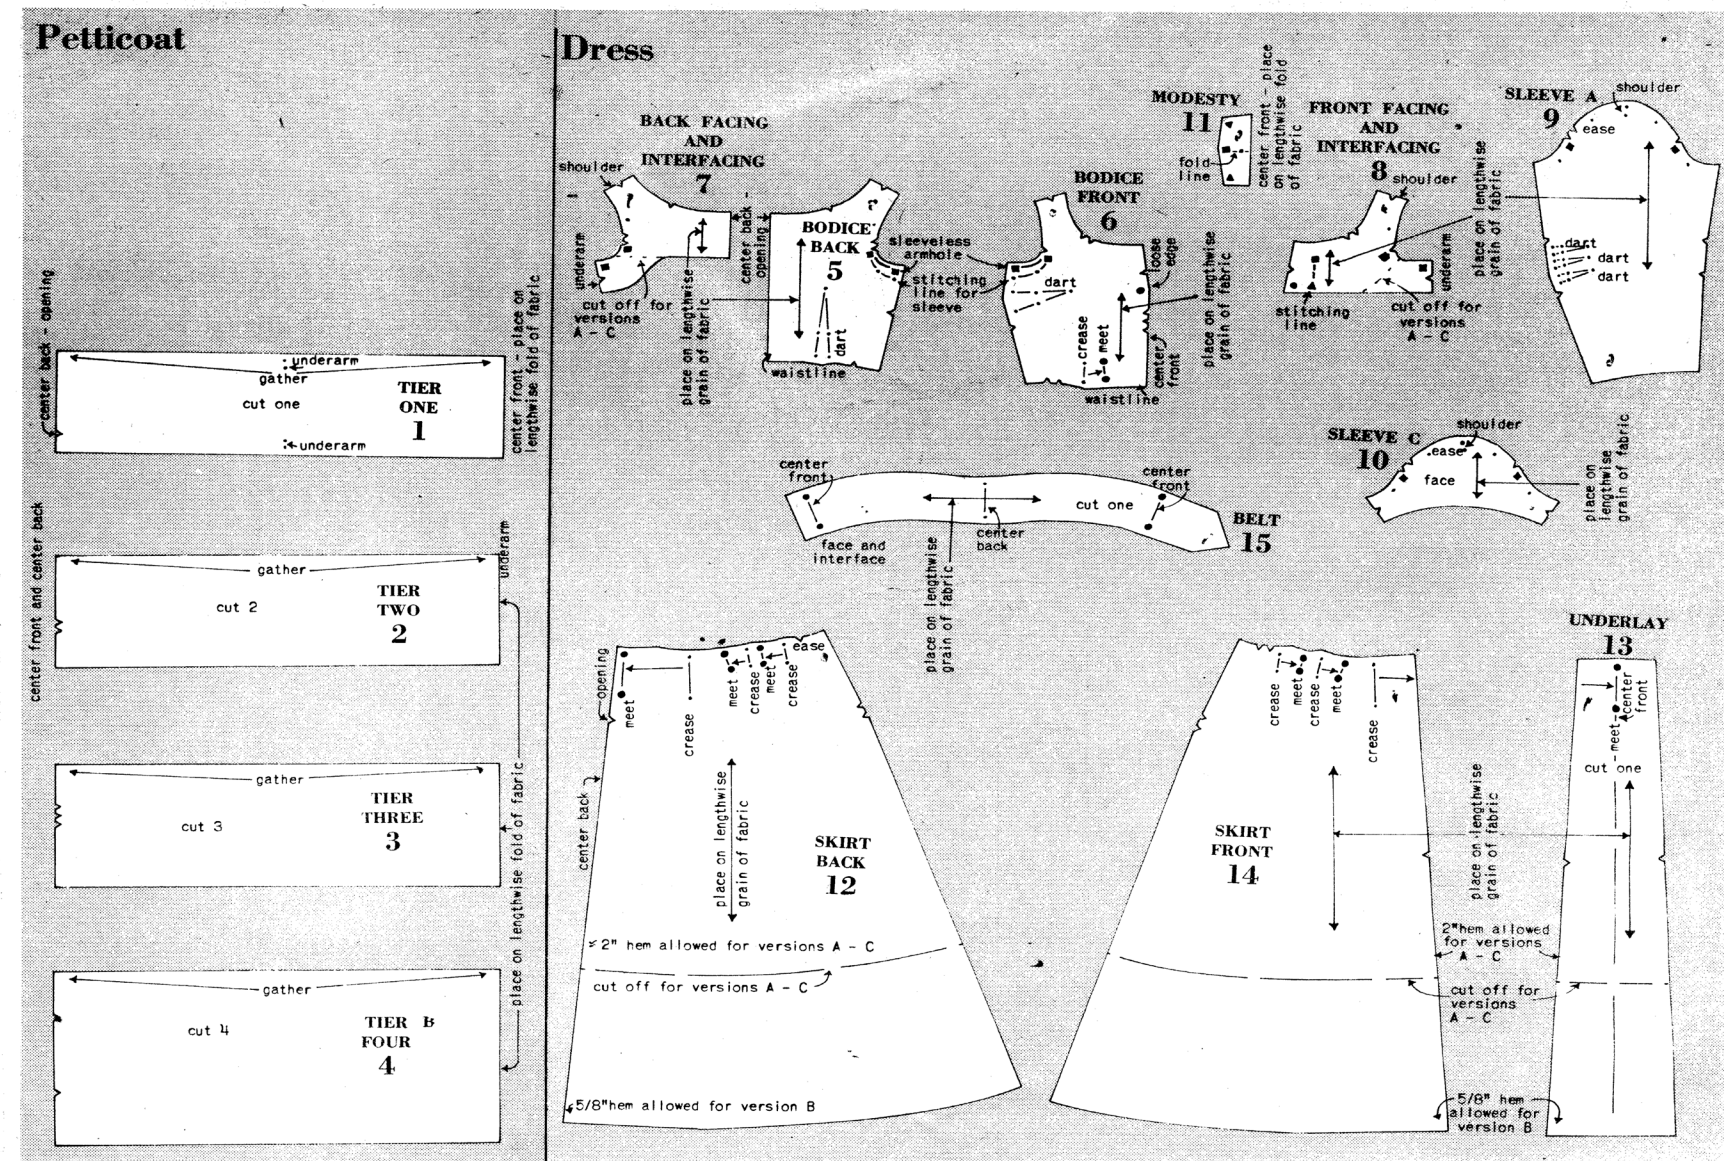 Petticoat
center back - opening
underarm
gather
cut one
TIER
ONE
1
underarm
center front - place on
lengthwise fold of fabric
center front and center back
gather
cut 2
TIER
TWO
2
underarm
gather
cut 3
TIER
THREE
3
place on lengthwise fold of fabric
gather
cut 4
TIER B
FOUR
4
Dress
BACK FACING
AND
INTERFACING
7
shoulder
underarm
cut off for
versions
A - C
place on lengthwise
grain of fabric
center back -
opening
BODICE
BACK
5
dart
waistline
sleeveless
armhole
stitching
line for
sleeve
BODICE
FRONT
6
dart
crease
meet
loose
edge
center
front
waistline
place on lengthwise
grain of fabric
MODESTY
11
fold
line
center front - place
on lengthwise fold
of fabric
FRONT FACING
AND
INTERFACING
8
shoulder
underarm
stitching
line
cut off for
versions
A - C
place on lengthwise
grain of fabric
SLEEVE A
9
shoulder
ease
dart
dart
dart
SLEEVE C
10
shoulder
ease
face
place on
lengthwise
grain of fabric
center
front
center
front
cut one
BELT
15
face and
interface
center
back
place on lengthwise
grain of fabric
opening
meet
crease
meet
crease
meet
crease
ease
center back
place on lengthwise
grain of fabric
SKIRT
BACK
12
2" hem allowed for versions A - C
cut off for versions A - C
5/8"hem allowed for version B
crease
meet
crease
meet
crease
SKIRT
FRONT
14
place on lengthwise
grain of fabric
2"hem allowed
for versions
A - C
cut off for
versions
A - C
5/8" hem
allowed for
version B
UNDERLAY
13
center
front
meet
cut one